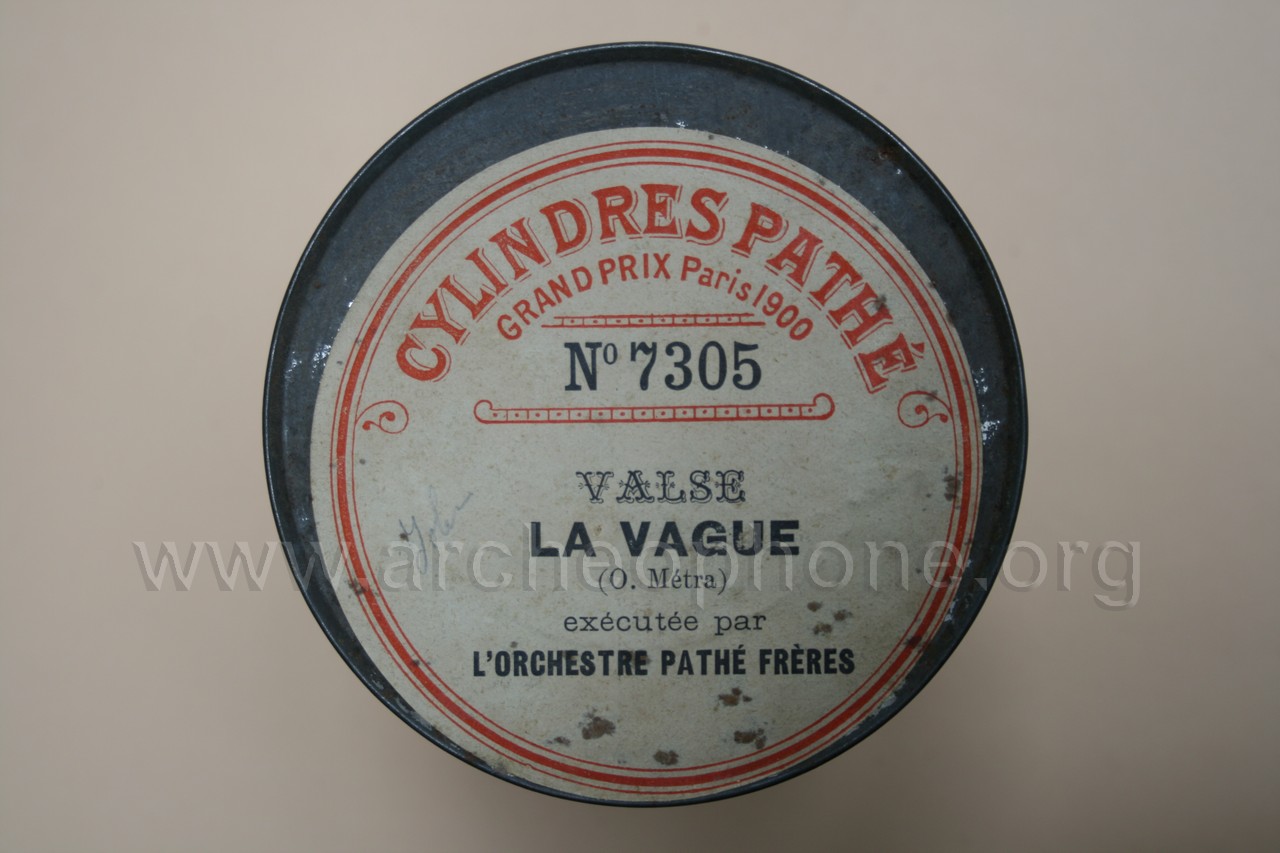 CYLINDRES PATHÉ
GRAND PRIX Paris 1900
Nº 7305
VALSE
LA VAGUE
(O. Métra)
exécutée par
L'ORCHESTRE PATHÉ FRÈRES
www.archeophone.org